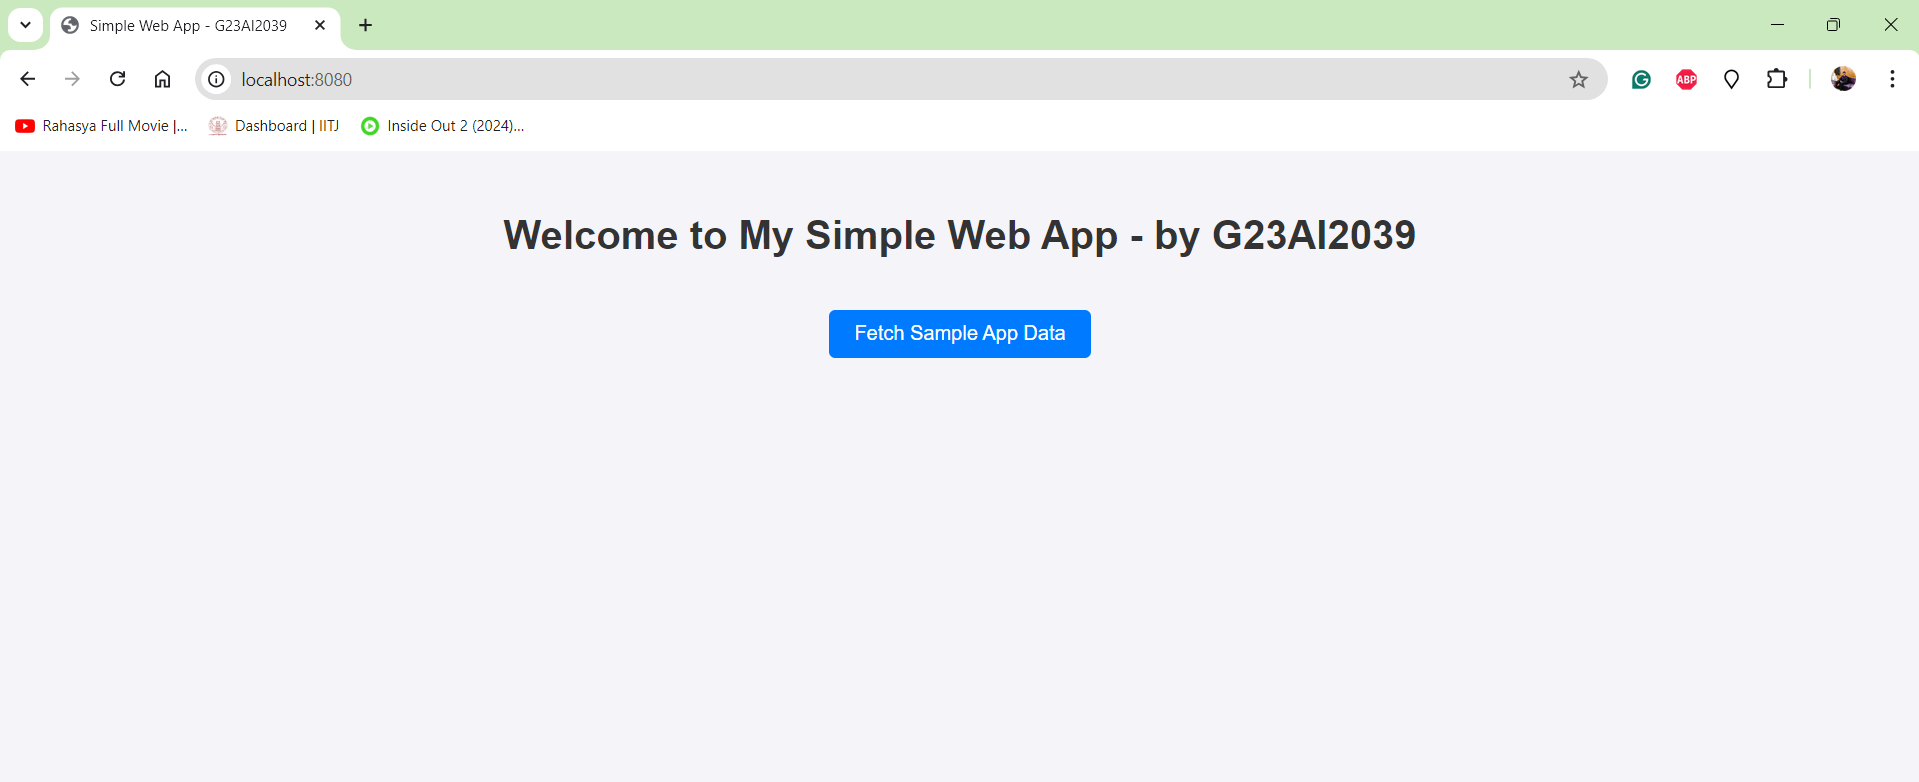 Simple Web App - G23AI2039
localhost:8080
ABP
Rahasya Full Movie |...
Dashboard | IITJ
Inside Out 2 (2024)...
Welcome to My Simple Web App - by G23AI2039
Fetch Sample App Data